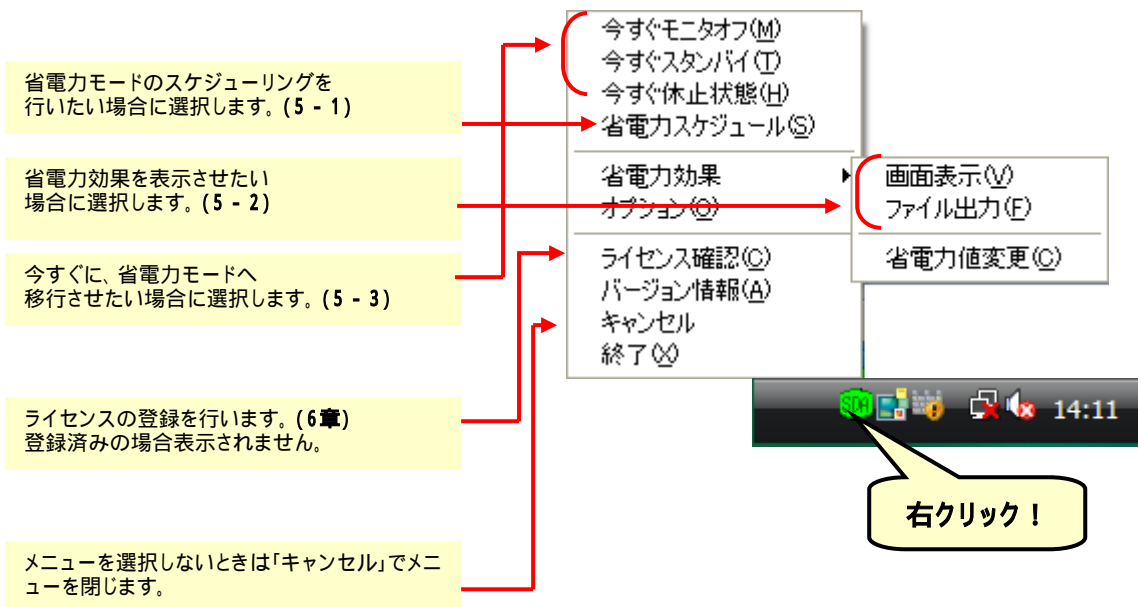 省電力モードのスケジューリングを
行いたい場合に選択します。(5 - 1)
省電力効果を表示させたい
場合に選択します。(5 - 2)
今すぐに、省電力モードへ
移行させたい場合に選択します。(5 - 3)
ライセンスの登録を行います。(6章)
登録済みの場合表示されません。
メニューを選択しないときは「キャンセル」でメニ
ューを閉じます。
今すぐモニタオフ(M)
今すぐスタンバイ(T)
今すぐ休止状態(H)
省電力スケジュール(S)
省電力効果
オプション(O)
ライセンス確認(C)
バージョン情報(A)
キャンセル
終了(X)
画面表示(V)
ファイル出力(F)
省電力値変更(C)
SDA
14:11
右クリック！